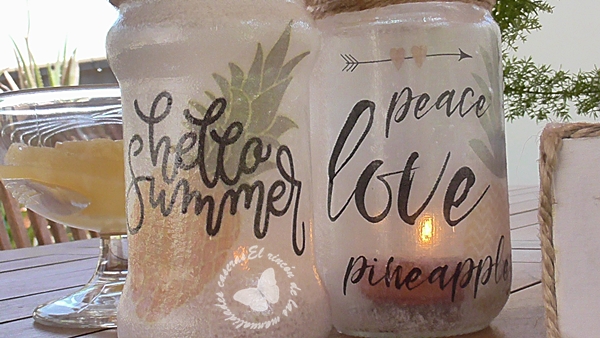 hello
summer
peace
love
pineapple
El rincón de las manualidades caseras